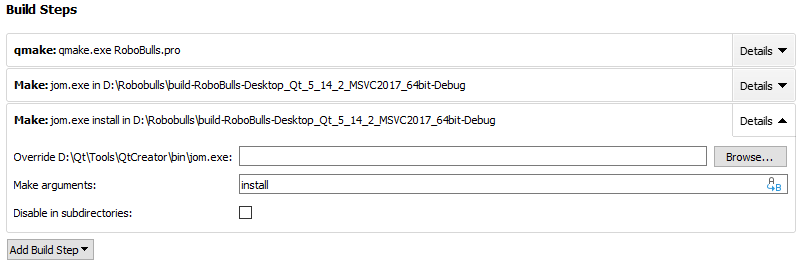 Build Steps
qmake: qmake.exe RoboBulls.pro Details
Make: jom.exe in D:\Robobulls\build-RoboBulls-Desktop_Qt_5_14_2_MSVC2017_64bit-Debug Details
Make: jom.exe install in D:\Robobulls\build-RoboBulls-Desktop_Qt_5_14_2_MSVC2017_64bit-Debug Details
Override D:\Qt\Tools\QtCreator\bin\jom.exe: Browse...
Make arguments: install A B
Disable in subdirectories:
Add Build Step